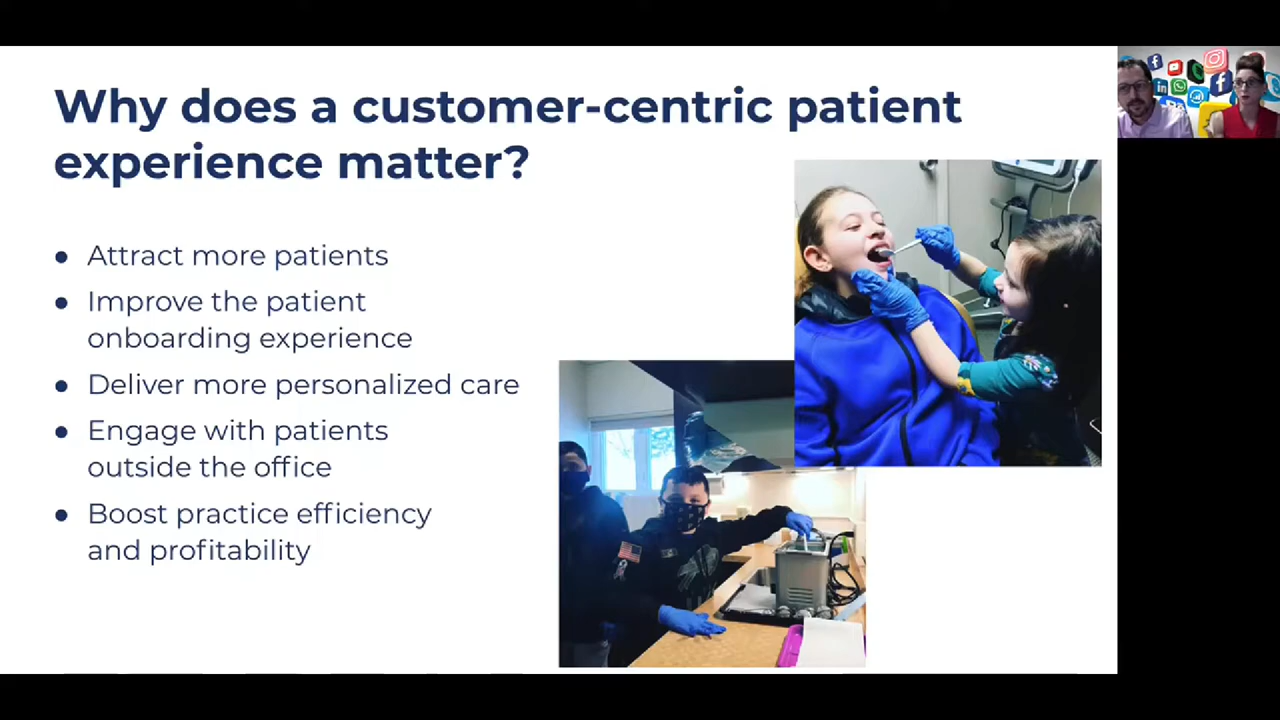 Why does a customer-centric patient
experience matter?
● Attract more patients
● Improve the patient
onboarding experience
● Deliver more personalized care
● Engage with patients
outside the office
● Boost practice efficiency
and profitability